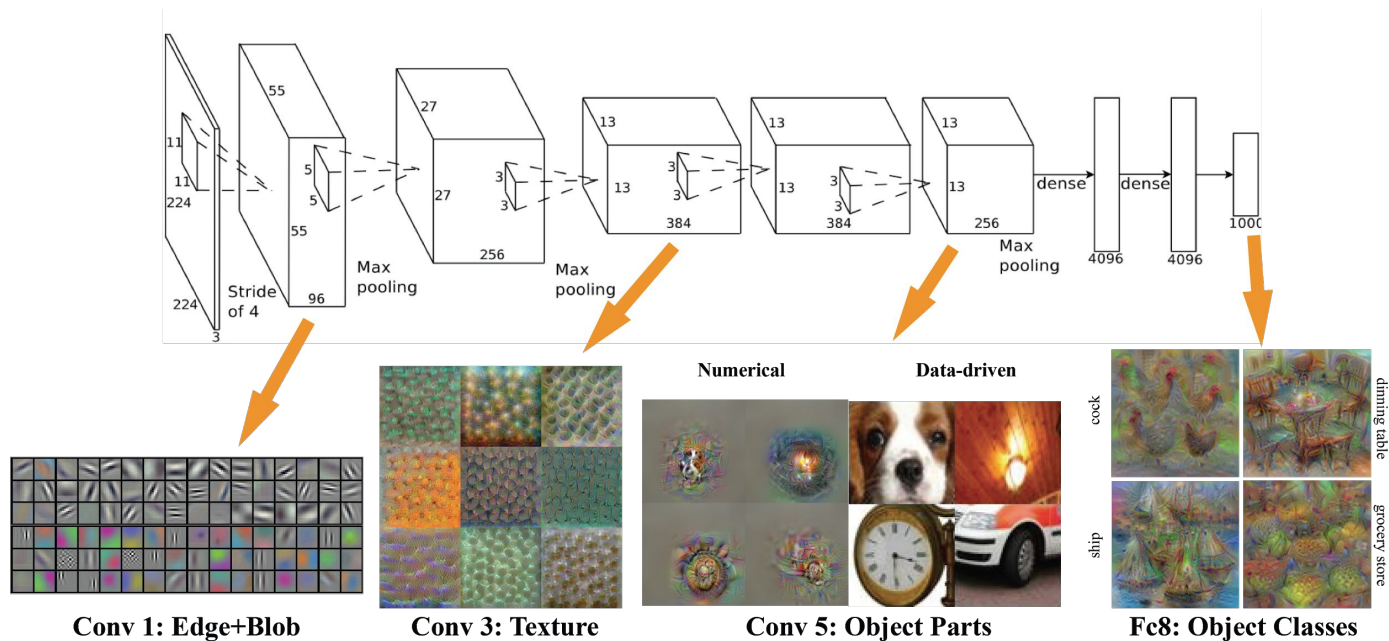 55
27
13
13
13
11
11
5
5
3
3
3
3
3
3
224
55
27
13
13
13
dense
dense
224
3
Stride
of 4
96
Max
pooling
256
Max
pooling
384
384
256
Max
pooling
4096
4096
1000
Numerical
Data-driven
cock
dinning table
ship
grocery store
Conv 1: Edge+Blob
Conv 3: Texture
Conv 5: Object Parts
Fc8: Object Classes